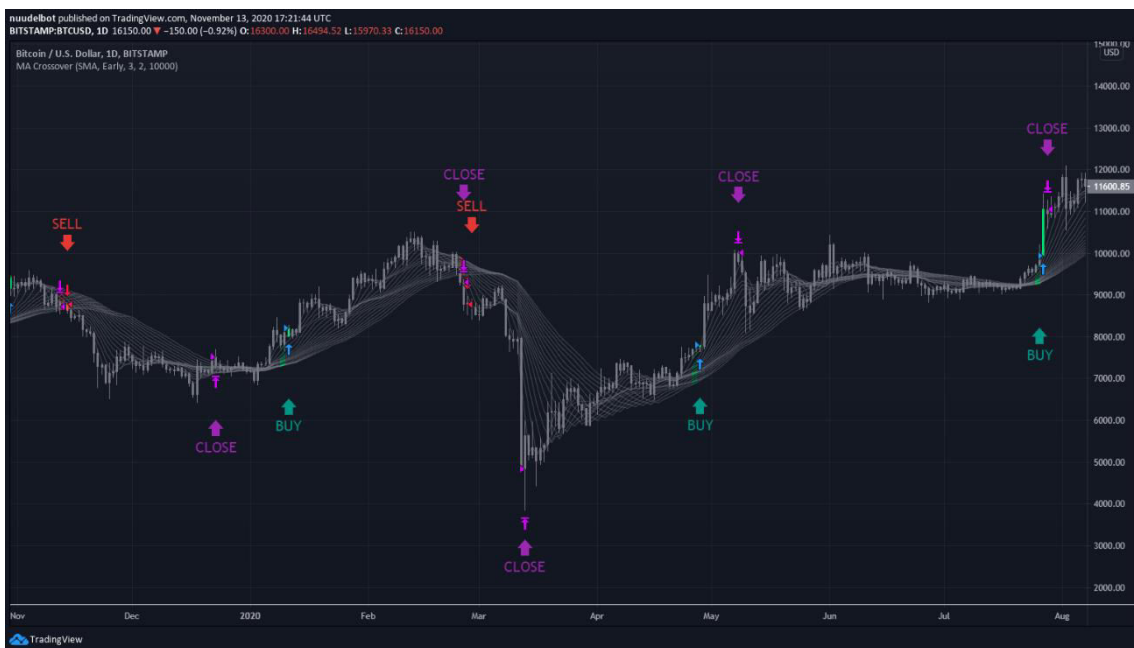 nuudelbot published on TradingView.com, November 13, 2020 17:21:44 UTC
BITSTAMP:BTCUSD, 1D 16150.00 ▼ −150.00 (−0.92%) O:16300.00 H:16494.52 L:15970.33 C:16150.00
Bitcoin / U.S. Dollar, 1D, BITSTAMP
MA Crossover (SMA, Early, 3, 2, 10000)
15000.00
USD
14000.00
13000.00
CLOSE
12000.00
CLOSE
CLOSE
11600.85
SELL
11000.00
SELL
10000.00
9000.00
8000.00
BUY
7000.00
BUY
BUY
6000.00
CLOSE
5000.00
4000.00
3000.00
CLOSE
2000.00
Nov Dec 2020 Feb Mar Apr May Jun Jul Aug
TradingView